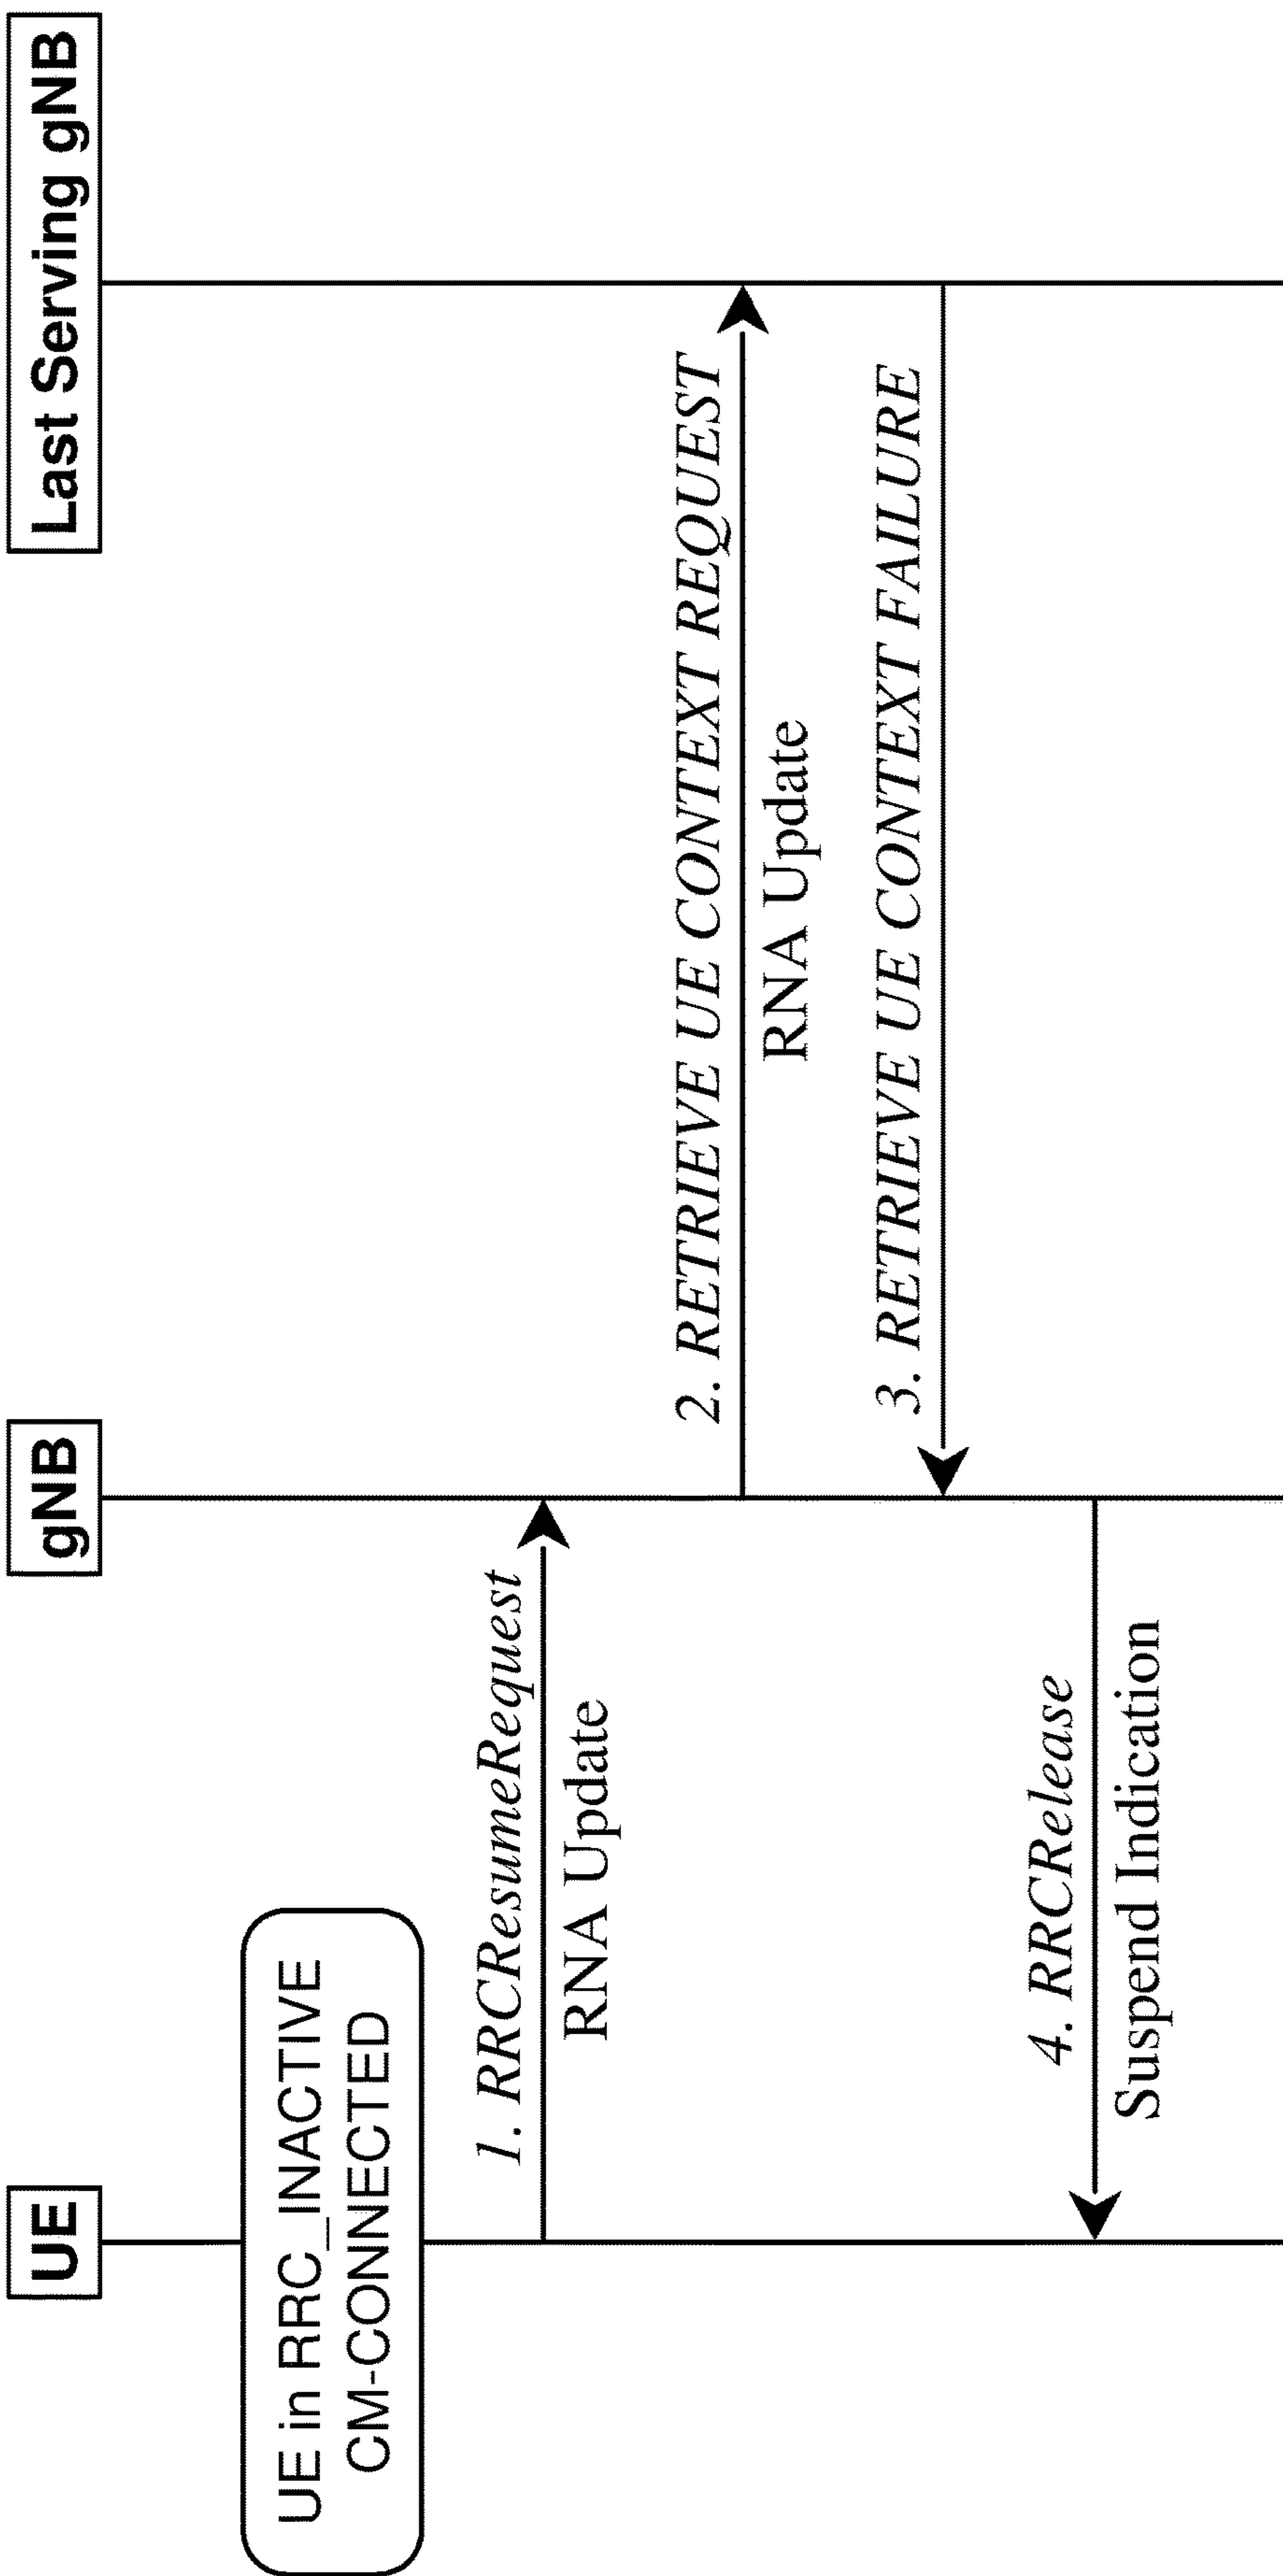 UE
gNB
Last Serving gNB
UE in RRC_INACTIVE
CM-CONNECTED
1. RRCResumeRequest
RNA Update
2. RETRIEVE UE CONTEXT REQUEST
RNA Update
3. RETRIEVE UE CONTEXT FAILURE
4. RRCRelease
Suspend Indication